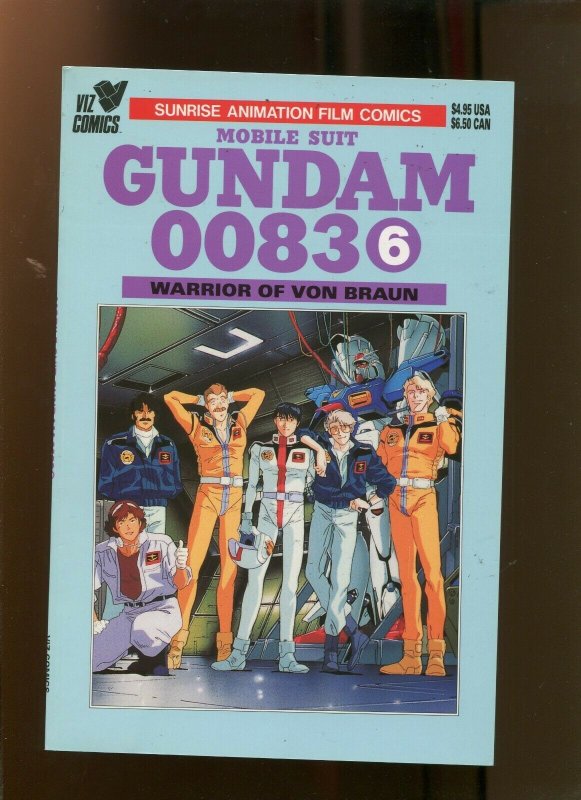 VIZ
COMICS™
SUNRISE ANIMATION FILM COMICS
$4.95 USA
$6.50 CAN
MOBILE SUIT
GUNDAM
0083 6
WARRIOR OF VON BRAUN